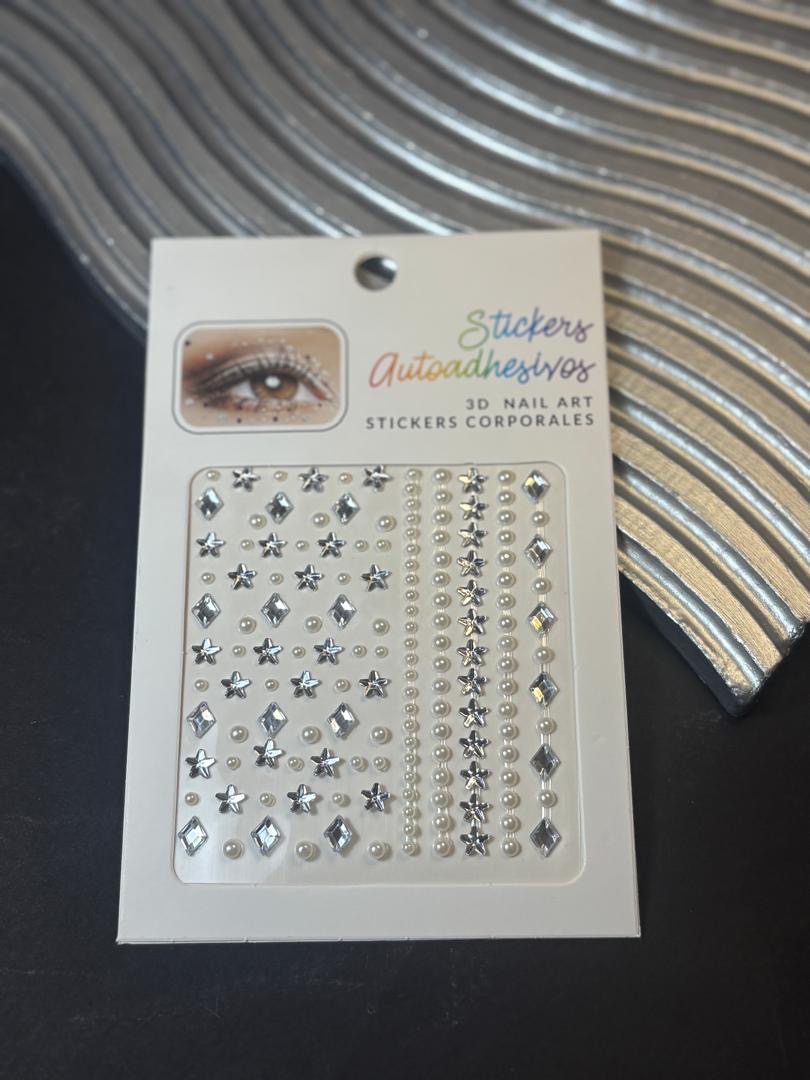 Stickers
Autoadhesivos
3D NAIL ART
STICKERS CORPORALES